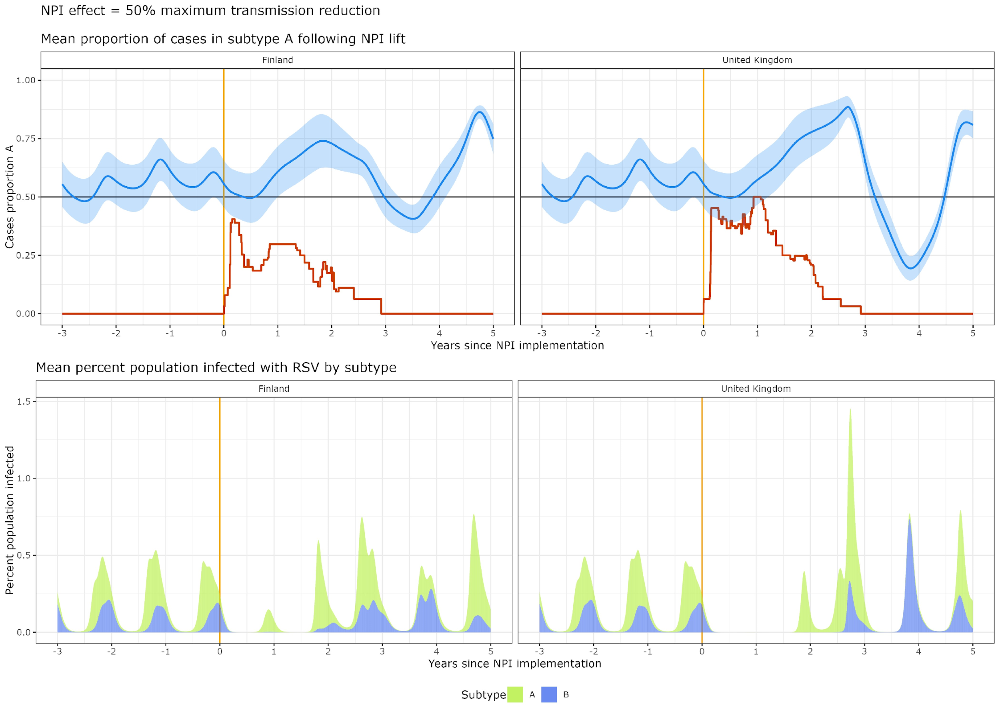 NPI effect = 50% maximum transmission reduction
Mean proportion of cases in subtype A following NPI lift
Finland
United Kingdom
Cases proportion A
1.00
0.75
0.50
0.25
0.00
-3 -2 -1 0 1 2 3 4 5
-3 -2 -1 0 1 2 3 4 5
Years since NPI implementation
Mean percent population infected with RSV by subtype
Finland
United Kingdom
Percent population infected
1.5
1.0
0.5
0.0
-3 -2 -1 0 1 2 3 4 5
-3 -2 -1 0 1 2 3 4 5
Years since NPI implementation
Subtype A B